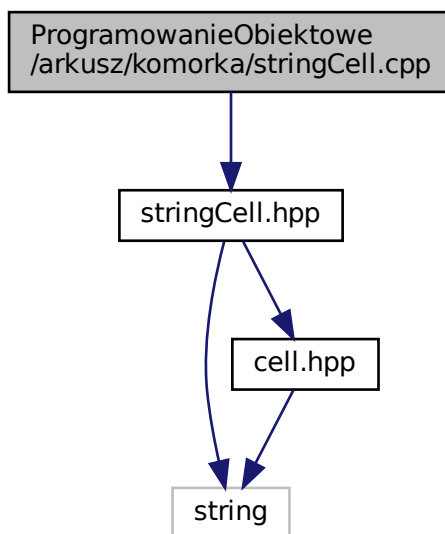 ProgramowanieObiektowe
/arkusz/komorka/stringCell.cpp
stringCell.hpp
cell.hpp
string